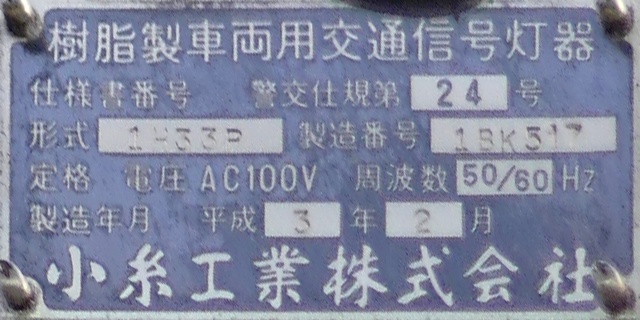 樹脂製車両用交通信号灯器
仕様書番号 警交仕規第 24 号
形式 1H33P 製造番号 1BK517
定格 電圧 AC100V 周波数 50/60 Hz
製造年月 平成 3 年 2 月
小糸工業株式会社